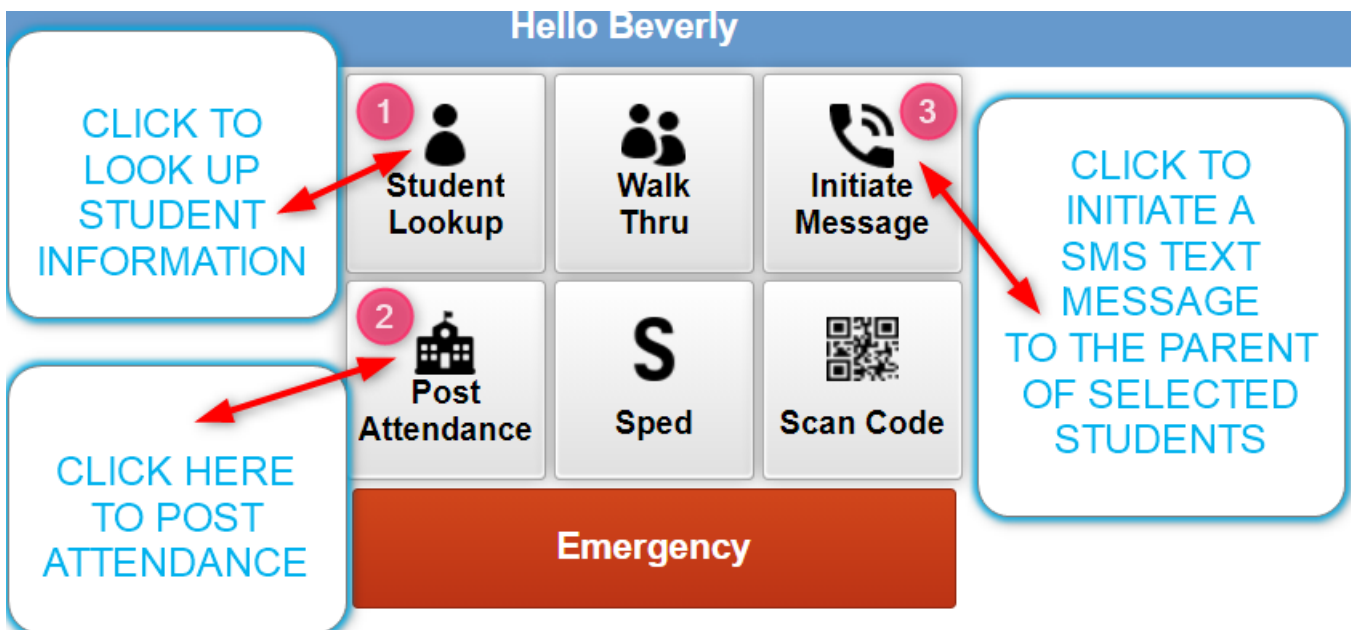 Hello Beverly
CLICK TO
LOOK UP
STUDENT
INFORMATION
1
Student
Lookup
Walk
Thru
3
Initiate
Message
CLICK TO
INITIATE A
SMS TEXT
MESSAGE
TO THE PARENT
OF SELECTED
STUDENTS
2
Post
Attendance
S
Sped
Scan Code
CLICK HERE
TO POST
ATTENDANCE
Emergency